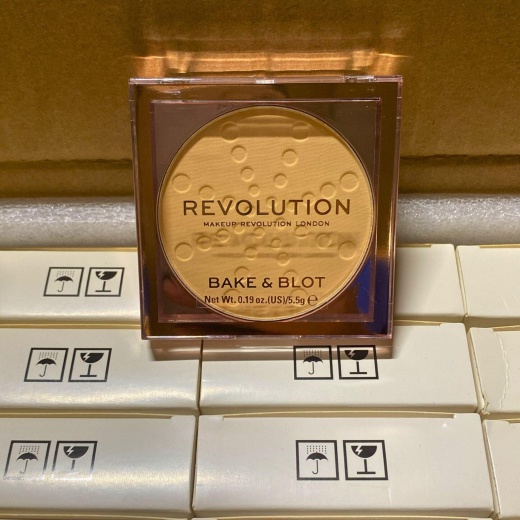 REVOLUTION
MAKEUP REVOLUTION LONDON
BAKE & BLOT
Net Wt. 0.19 oz.(US)/5.5g ℮